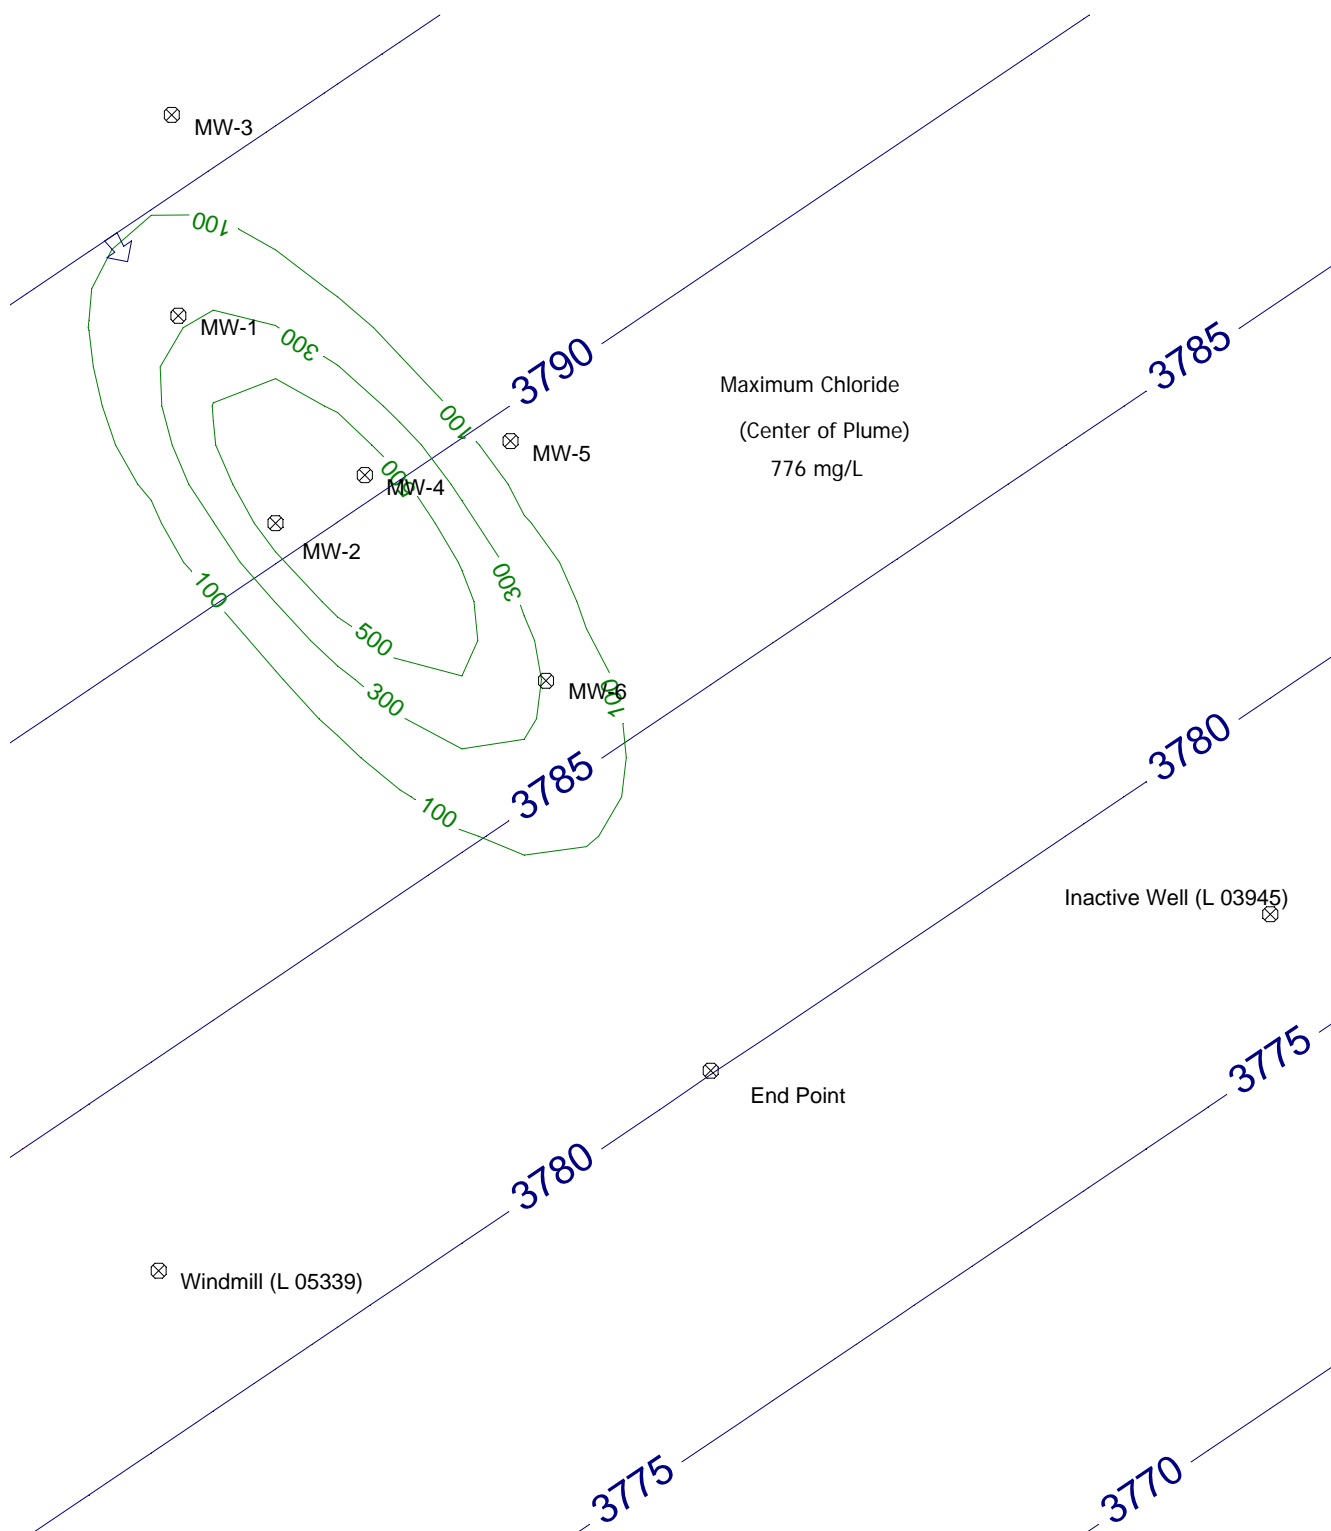 MW-3
100
MW-1
300
3790
3785
Maximum Chloride
(Center of Plume)
776 mg/L
100
MW-5
MW-4
MW-2
300
100
500
MW-6
100
300
3785
3780
100
Inactive Well (L 03945)
3775
End Point
3780
Windmill (L 05339)
3775
3770